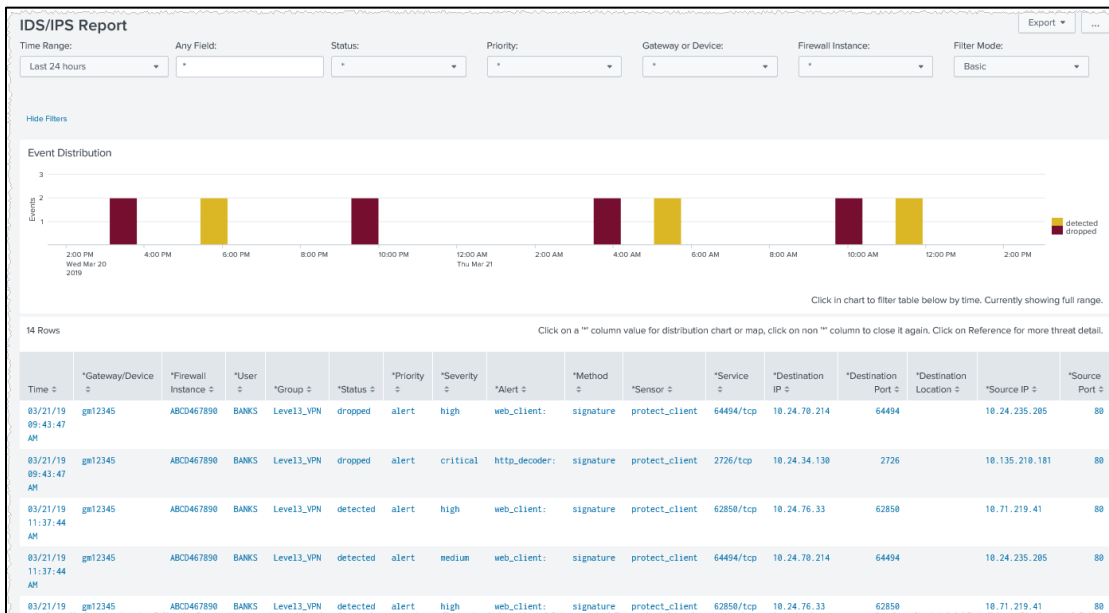 IDS/IPS Report
Export ...
Time Range: Any Field: Status: Priority: Gateway or Device: Firewall Instance: Filter Mode:
Last 24 hours * * * * * Basic
Hide Filters
Event Distribution
3
2
1
Events
detected
dropped
2:00 PM 4:00 PM 6:00 PM 8:00 PM 10:00 PM 12:00 AM 2:00 AM 4:00 AM 6:00 AM 8:00 AM 10:00 AM 12:00 PM 2:00 PM
Wed Mar 20 Thu Mar 21
2019
Click in chart to filter table below by time. Currently showing full range.
14 Rows Click on a "*" column value for distribution chart or map, click on non "*" column to close it again. Click on Reference for more threat detail.
*Gateway/Device *Firewall *User *Priority *Severity *Method *Service *Destination *Destination *Destination *Source
Time Instance *Group *Status *Alert *Sensor IP Port Location *Source IP Port
03/21/19 gm12345 ABCD467890 BANKS Level3_VPN dropped alert high web_client: signature protect_client 64494/tcp 10.24.70.214 64494 10.24.235.205 80
09:43:47
AM
03/21/19 gm12345 ABCD467890 BANKS Level3_VPN dropped alert critical http_decoder: signature protect_client 2726/tcp 10.24.34.130 2726 10.135.210.181 80
09:43:47
AM
03/21/19 gm12345 ABCD467890 BANKS Level3_VPN detected alert high web_client: signature protect_client 62850/tcp 10.24.76.33 62850 10.71.219.41 80
11:37:44
AM
03/21/19 gm12345 ABCD467890 BANKS Level3_VPN detected alert medium web_client: signature protect_client 64494/tcp 10.24.70.214 64494 10.24.235.205 80
11:37:44
AM
03/21/19 gm12345 ABCD467890 BANKS Level3_VPN detected alert high web_client: signature protect_client 62850/tcp 10.24.76.33 62850 10.71.219.41 80